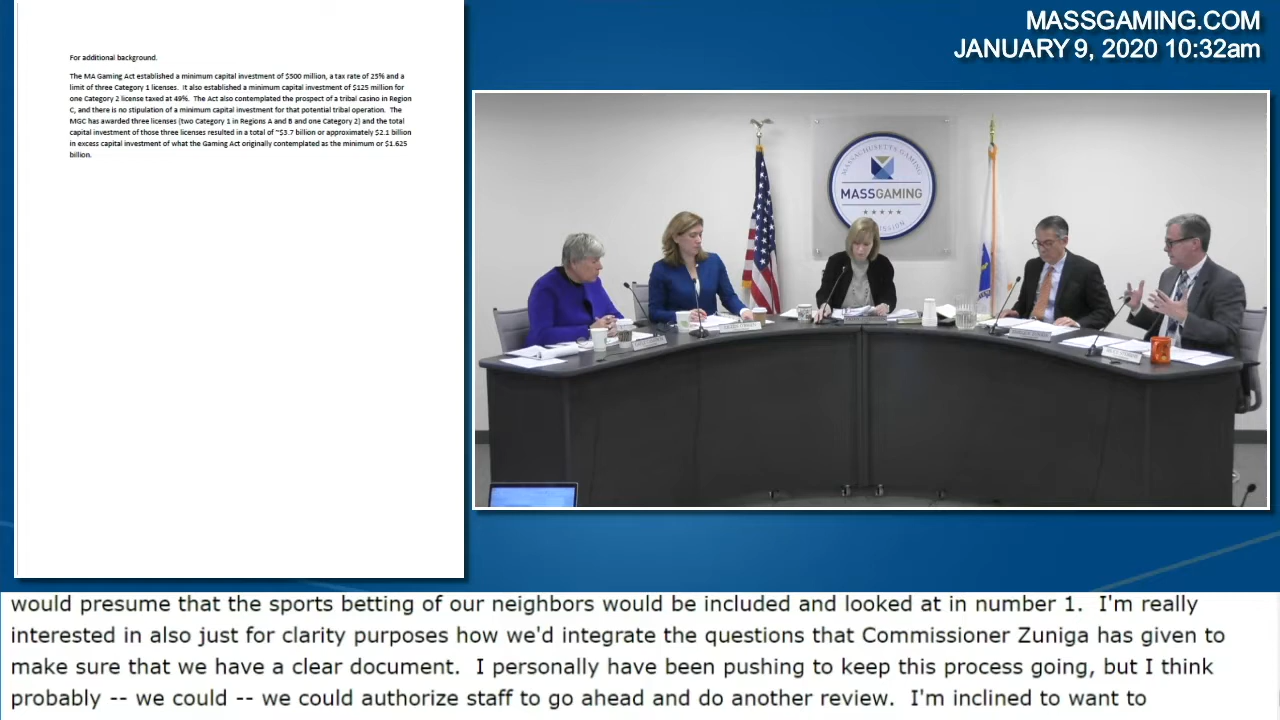 MASSGAMING.COM
JANUARY 9, 2020 10:32am
For additional background.
The MA Gaming Act established a minimum capital investment of $500 million, a tax rate of 25% and a
limit of three Category 1 licenses.  It also established a minimum capital investment of $125 million for
one Category 2 license taxed at 49%.  The Act also contemplated the prospect of a tribal casino in Region
C, and there is no stipulation of a minimum capital investment for that potential tribal operation.  The
MGC has awarded three licenses (two Category 1 in Regions A and B and one Category 2) and the total
capital investment of those three licenses resulted in a total of ~$3.7 billion or approximately $2.1 billion
in excess capital investment of what the Gaming Act originally contemplated as the minimum or $1.625
billion.
MASSACHUSETTS GAMING
MASSGAMING
would presume that the sports betting of our neighbors would be included and looked at in number 1.  I'm really
interested in also just for clarity purposes how we'd integrate the questions that Commissioner Zuniga has given to
make sure that we have a clear document.  I personally have been pushing to keep this process going, but I think
probably -- we could -- we could authorize staff to go ahead and do another review.  I'm inclined to want to